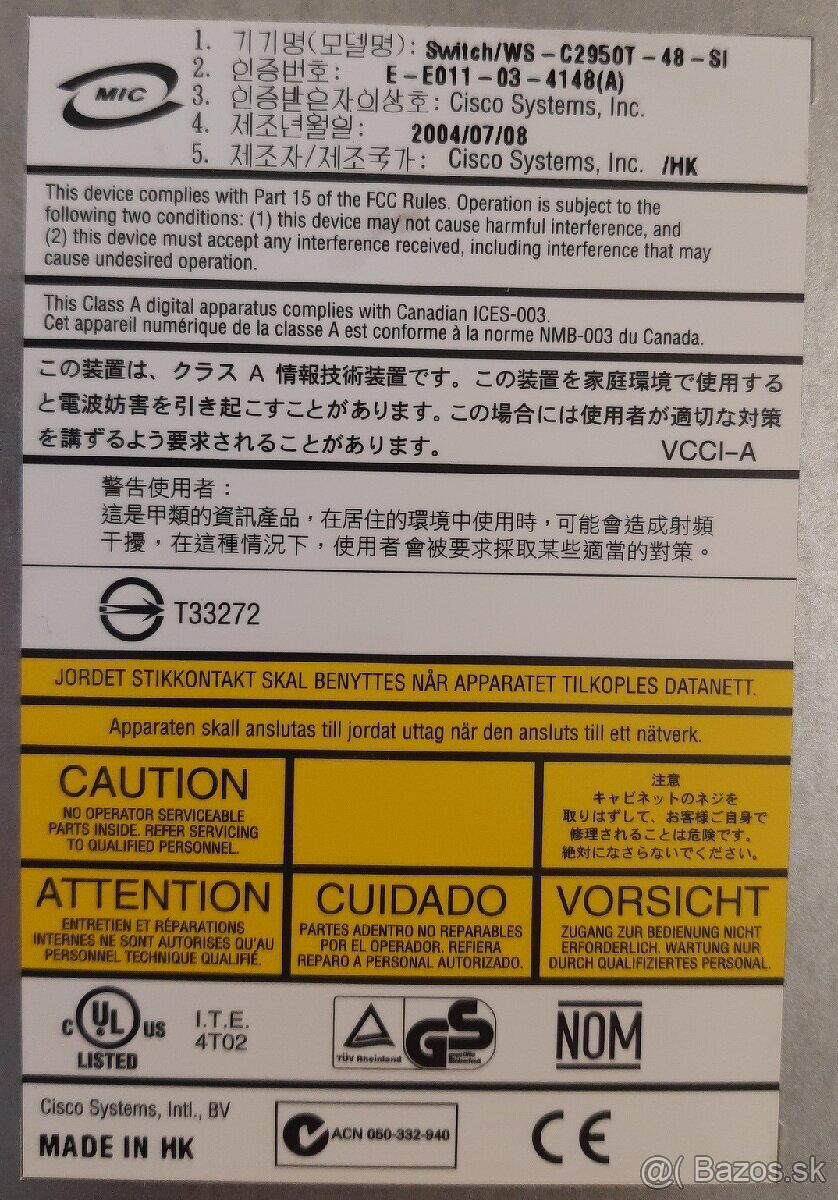 MIC
1. 기기명(모델명): Switch/WS-C2950T-48-SI
2. 인증번호: E-E011-03-4148(A)
3. 인증받은자의상호: Cisco Systems, Inc.
4. 제조년월일: 2004/07/08
5. 제조자/제조국가: Cisco Systems, Inc. /HK
This device complies with Part 15 of the FCC Rules. Operation is subject to the
following two conditions: (1) this device may not cause harmful interference, and
(2) this device must accept any interference received, including interference that may
cause undesired operation.
This Class A digital apparatus complies with Canadian ICES-003.
Cet appareil numérique de la classe A est conforme à la norme NMB-003 du Canada.
この装置は、クラス A 情報技術装置です。この装置を家庭環境で使用する
と電波妨害を引き起こすことがあります。この場合には使用者が適切な対策
を講ずるよう要求されることがあります。 VCCI-A
警告使用者：
這是甲類的資訊產品，在居住的環境中使用時，可能會造成射頻
干擾，在這種情況下，使用者會被要求採取某些適當的對策。
T33272
JORDET STIKKONTAKT SKAL BENYTTES NÅR APPARATET TILKOPLES DATANETT.
Apparaten skall anslutas till jordat uttag när den ansluts till ett nätverk.
CAUTION
NO OPERATOR SERVICEABLE
PARTS INSIDE. REFER SERVICING
TO QUALIFIED PERSONNEL.
注意
キャビネットのネジを
取りはずして、お客様ご自身で
修理されることは危険です。
絶対になさらないでください。
ATTENTION
ENTRETIEN ET RÉPARATIONS
INTERNES NE SONT AUTORISES QU'AU
PERSONNEL TECHNIQUE QUALIFIÉ.
CUIDADO
PARTES ADENTRO NO REPARABLES
POR EL OPERADOR. REFIERA
REPARO A PERSONAL AUTORIZADO.
VORSICHT
ZUGANG ZUR BEDIENUNG NICHT
ERFORDERLICH. WARTUNG NUR
DURCH QUALIFIZIERTES PERSONAL.
C UL US
LISTED
I.T.E.
4T02
TÜV Rheinland
GS
geprüfte
Sicherheit
NOM
Cisco Systems, Intl., BV
MADE IN HK
ACN 050-332-940
CE
@( Bazos.sk